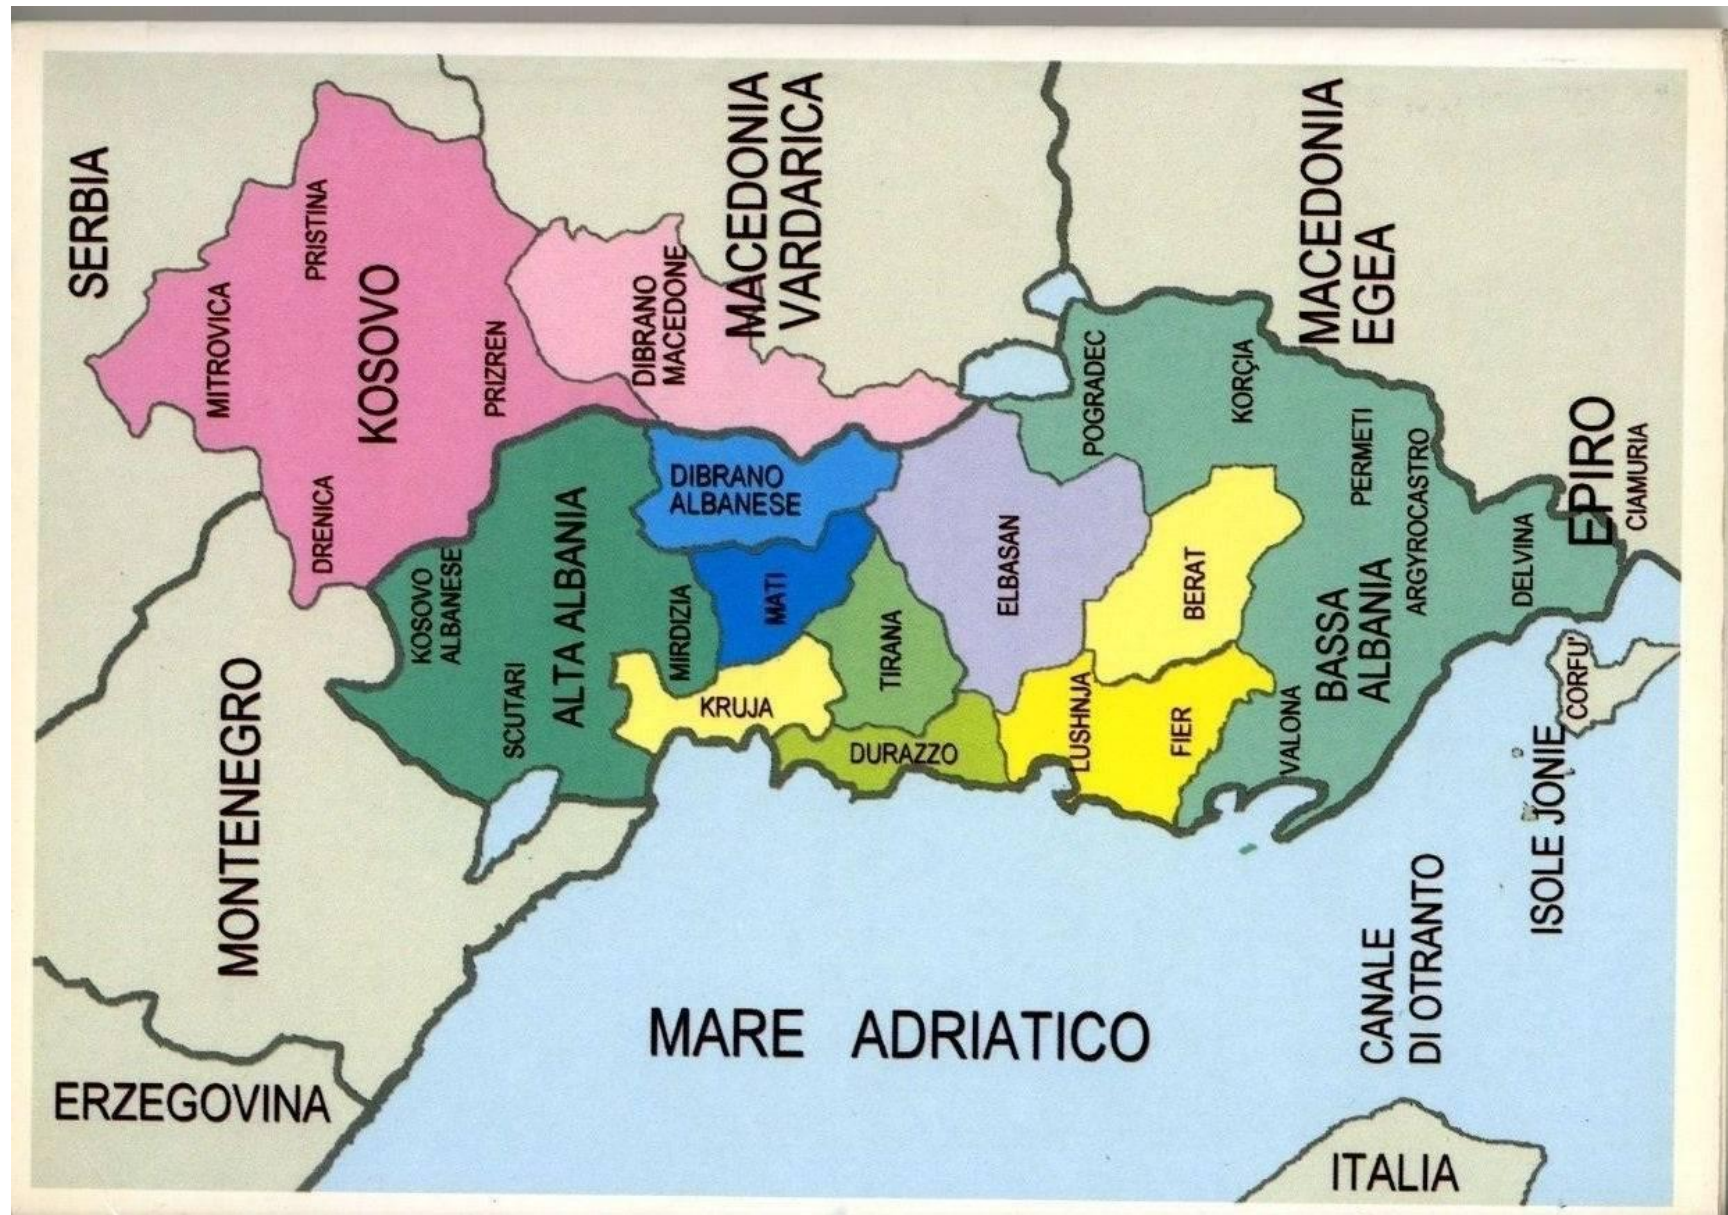 SERBIA
MITROVICA
PRISTINA
KOSOVO
PRIZREN
DRENICA
DIBRANO
MACEDONE
MACEDONIA
VARDARICA
MACEDONIA
EGEA
POGRADEC
KORÇIA
PERMETI
ARGYROCASTRO
EPIRO
CIAMURIA
KOSOVO
ALBANESE
SCUTARI
ALTA ALBANIA
MIRDIZIA
DIBRANO
ALBANESE
MATI
KRUJA
TIRANA
DURAZZO
ELBASAN
BERAT
LUSHNJA
FIER
VALONA
BASSA
ALBANIA
DELVINA
CORFU'
ISOLE JONIE
MONTENEGRO
ERZEGOVINA
MARE ADRIATICO
CANALE
DI OTRANTO
ITALIA